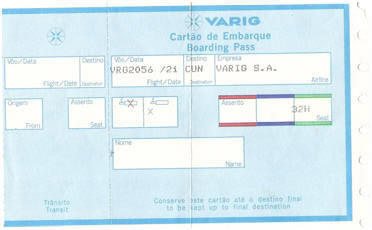 VARIG
Cartão de Embarque
Boarding Pass
Vôo/Data Destino Vôo/Data Destino Empresa
VRG2056 /21 CUN VARIG S.A.
Flight/Date Destination Flight/Date Destination Airline
Origem Assento Assento
32H
From Seat Seat
Nome
Name
Trânsito
Transit
Conserve este cartão até o destino final
to be kept up to final destination